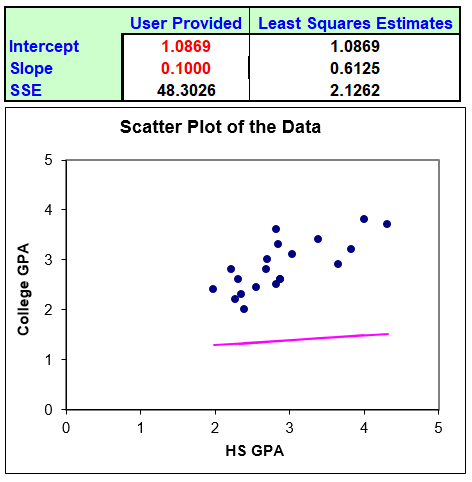 User Provided Least Squares Estimates
Intercept 1.0869 1.0869
Slope 0.1000 0.6125
SSE 48.3026 2.1262
Scatter Plot of the Data
5
4
3
2
1
0
College GPA
0 1 2 3 4 5
HS GPA